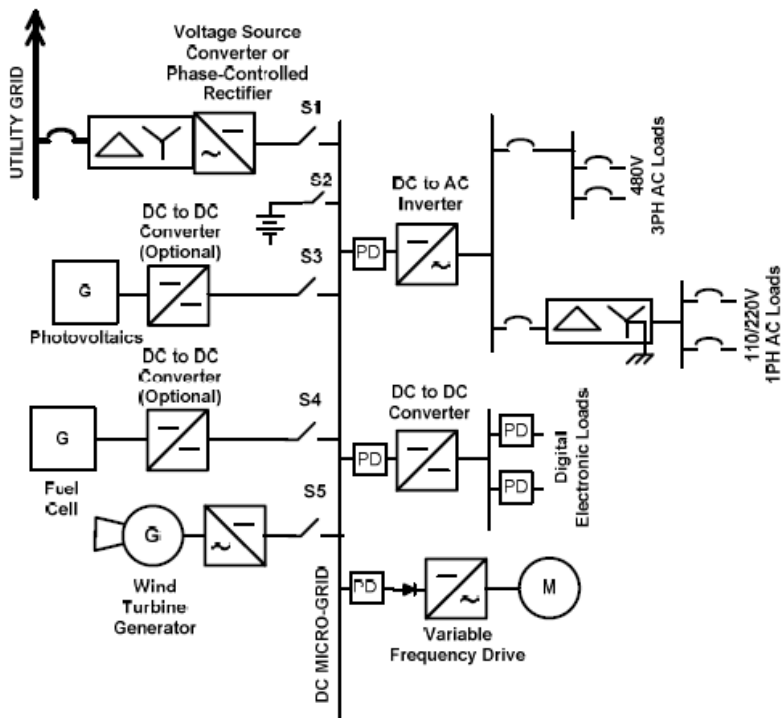 UTILITY GRID
Voltage Source
Converter or
Phase-Controlled
Rectifier
S1
S2
DC to DC
Converter
(Optional)
S3
G
Photovoltaics
DC to DC
Converter
(Optional)
S4
G
Fuel
Cell
S5
G
Wind
Turbine
Generator
DC MICRO-GRID
DC to AC
Inverter
PD
480V
3PH AC Loads
110/220V
1PH AC Loads
DC to DC
Converter
PD
PD
PD
Digital
Electronic Loads
PD
M
Variable
Frequency Drive